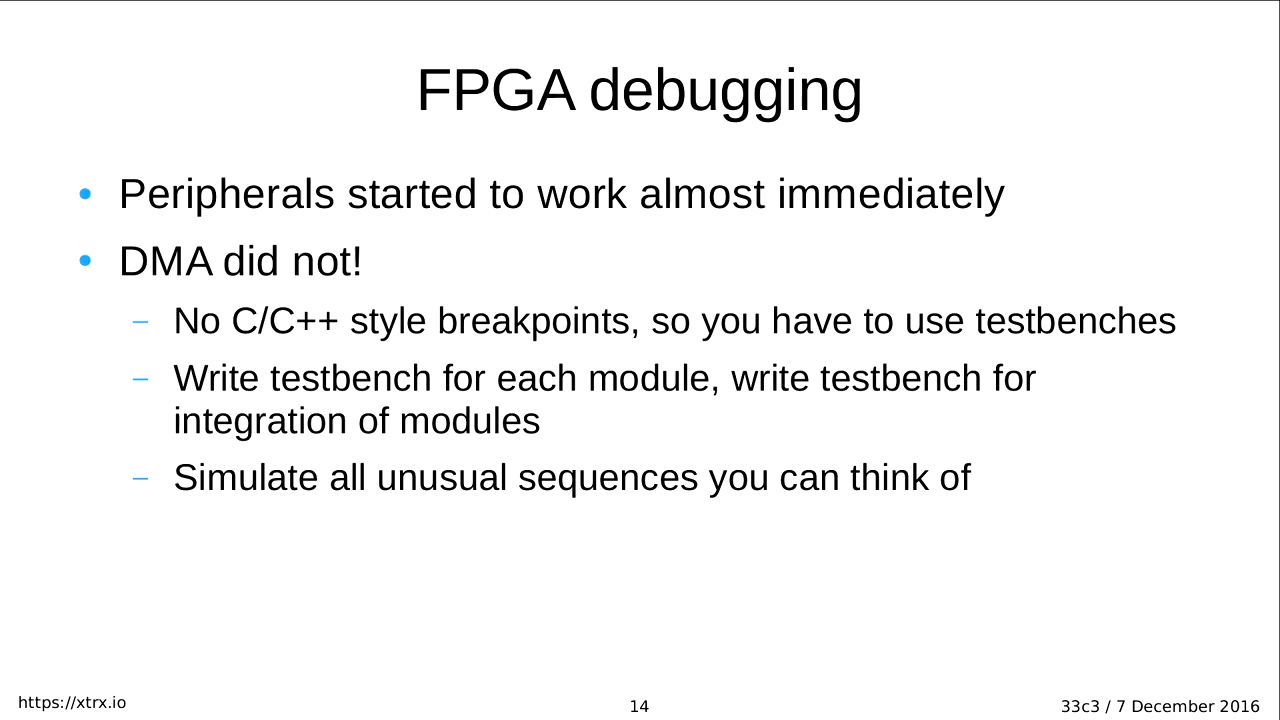 FPGA debugging
• Peripherals started to work almost immediately
• DMA did not!
– No C/C++ style breakpoints, so you have to use testbenches
– Write testbench for each module, write testbench for
integration of modules
– Simulate all unusual sequences you can think of
https://xtrx.io
14
33c3 / 7 December 2016